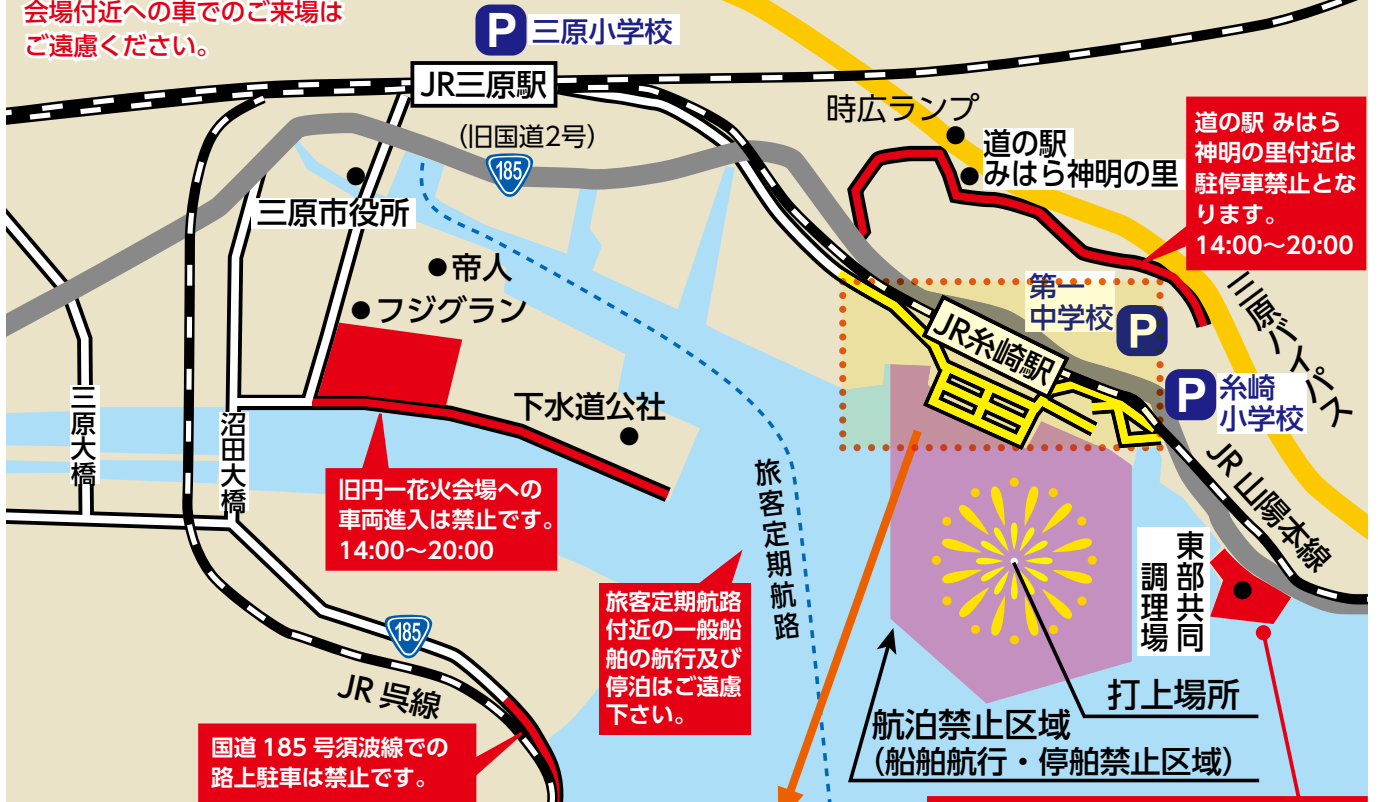 会場付近への車でのご来場は
ご遠慮ください。
P 三原小学校
JR三原駅
(旧国道2号)
185
時広ランプ
道の駅
みはら神明の里
道の駅 みはら
神明の里付近は
駐停車禁止とな
ります。
14:00〜20:00
三原市役所
帝人
フジグラン
第一
中学校
P
JR糸崎駅
三原バイパス
P
糸崎
小学校
三原大橋
沼田大橋
下水道公社
旧円一花火会場への
車両進入は禁止です。
14:00〜20:00
旅客定期航路
JR山陽本線
東部共同
調理場
旅客定期航路
付近の一般船
舶の航行及び
停泊はご遠慮
下さい。
185
JR呉線
打上場所
航泊禁止区域
(船舶航行・停舶禁止区域)
国道 185 号須波線での
路上駐車は禁止です。